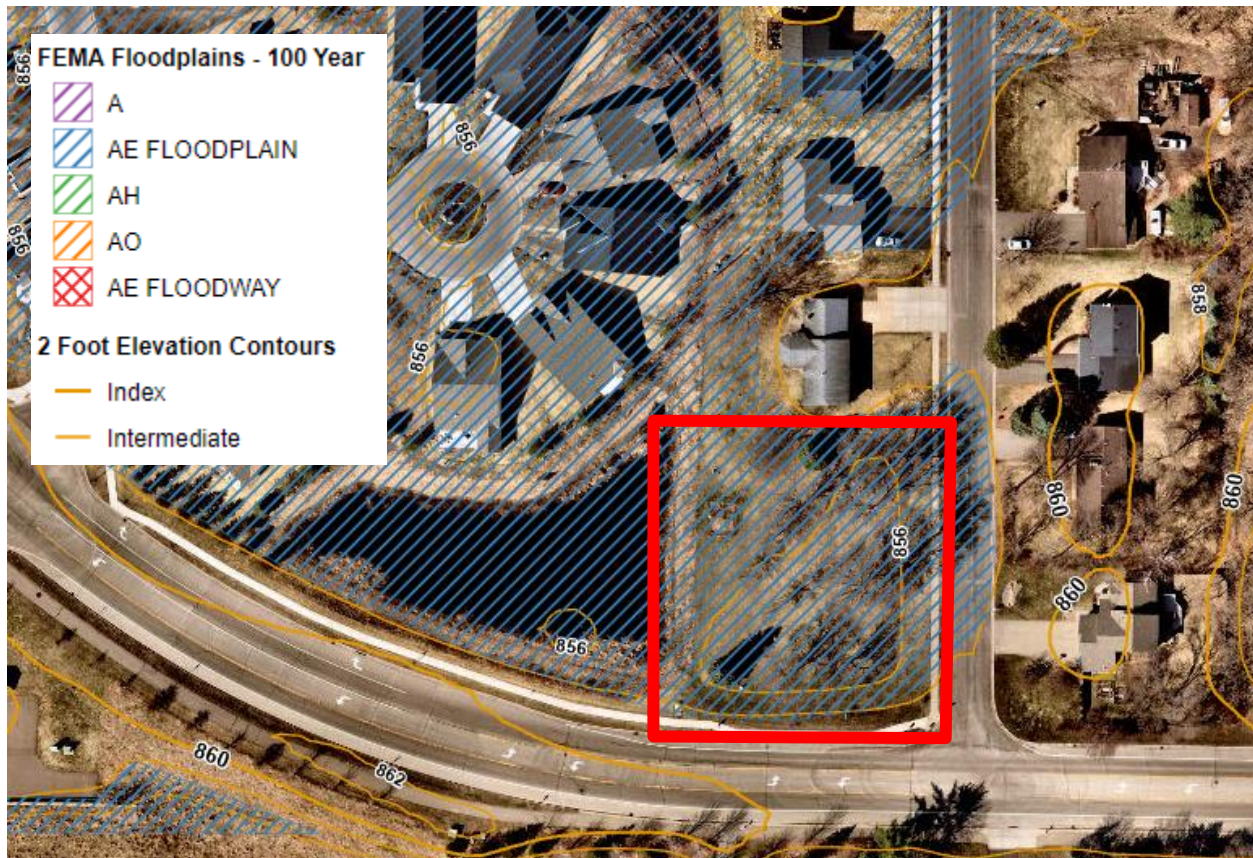 FEMA Floodplains - 100 Year
A
AE FLOODPLAIN
AH
AO
AE FLOODWAY
2 Foot Elevation Contours
Index
Intermediate
856
856
856
856
856
856
858
860
860
860
860
862